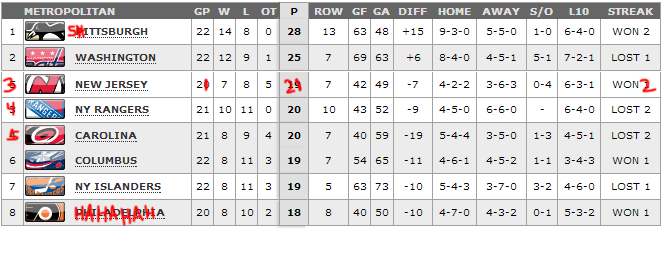 METROPOLITAN GP W L OT P ROW GF GA DIFF HOME AWAY S/O L10 STREAK
1 SHITTSBURGH 22 14 8 0 28 13 63 48 +15 9-3-0 5-5-0 1-0 6-4-0 WON 2
2 WASHINGTON 22 12 9 1 25 7 69 63 +6 8-4-0 4-5-1 5-1 7-2-1 LOST 1
3 NEW JERSEY 21 7 8 5 21 7 42 49 -7 4-2-2 3-6-3 0-4 6-3-1 WON 2
4 NY RANGERS 21 10 11 0 20 10 43 52 -9 4-5-0 6-6-0 - 6-4-0 LOST 2
5 CAROLINA 21 8 9 4 20 7 40 59 -19 5-4-4 3-5-0 1-3 4-5-1 LOST 2
6 COLUMBUS 22 8 11 3 19 7 54 65 -11 4-6-1 4-5-2 1-1 3-4-3 WON 1
7 NY ISLANDERS 22 8 11 3 19 5 63 73 -10 5-4-3 3-7-0 3-2 4-6-0 LOST 1
8 HAHAHAHA 20 8 10 2 18 8 40 50 -10 4-7-0 4-3-2 0-1 5-3-2 WON 1